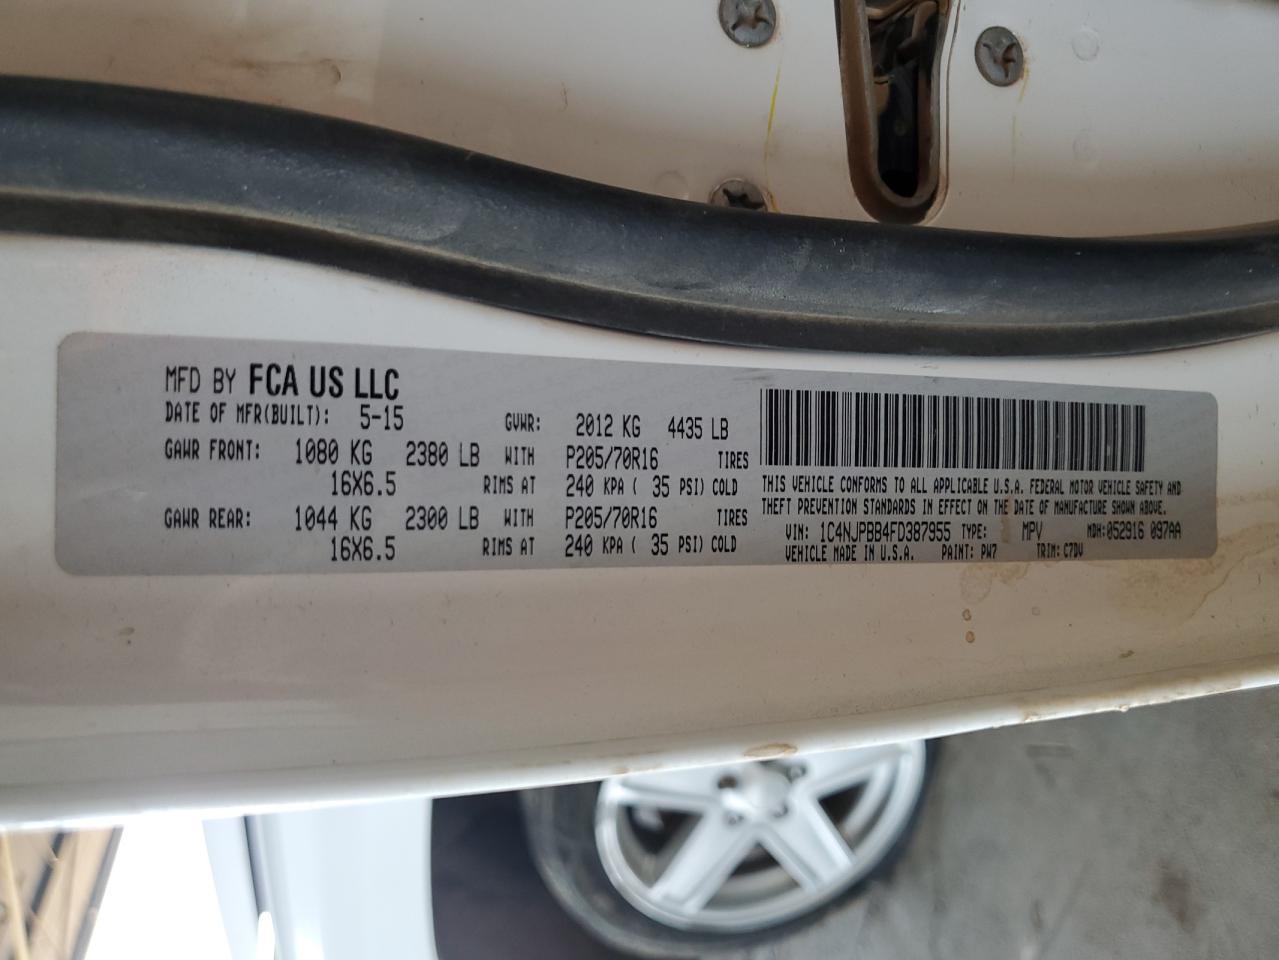 MFD BY FCA US LLC
DATE OF MFR(BUILT): 5-15 GVWR: 2012 KG 4435 LB
GAWR FRONT: 1080 KG 2380 LB WITH P205/70R16 TIRES
16X6.5 RIMS AT 240 KPA ( 35 PSI) COLD
GAWR REAR: 1044 KG 2300 LB WITH P205/70R16 TIRES
16X6.5 RIMS AT 240 KPA ( 35 PSI) COLD
THIS VEHICLE CONFORMS TO ALL APPLICABLE U.S.A. FEDERAL MOTOR VEHICLE SAFETY AND
THEFT PREVENTION STANDARDS IN EFFECT ON THE DATE OF MANUFACTURE SHOWN ABOVE.
VIN: 1C4NJPBB4FD387955 TYPE: MPV MDH:052916 097AA
VEHICLE MADE IN U.S.A. PAINT: PW7 TRIM: C7DV